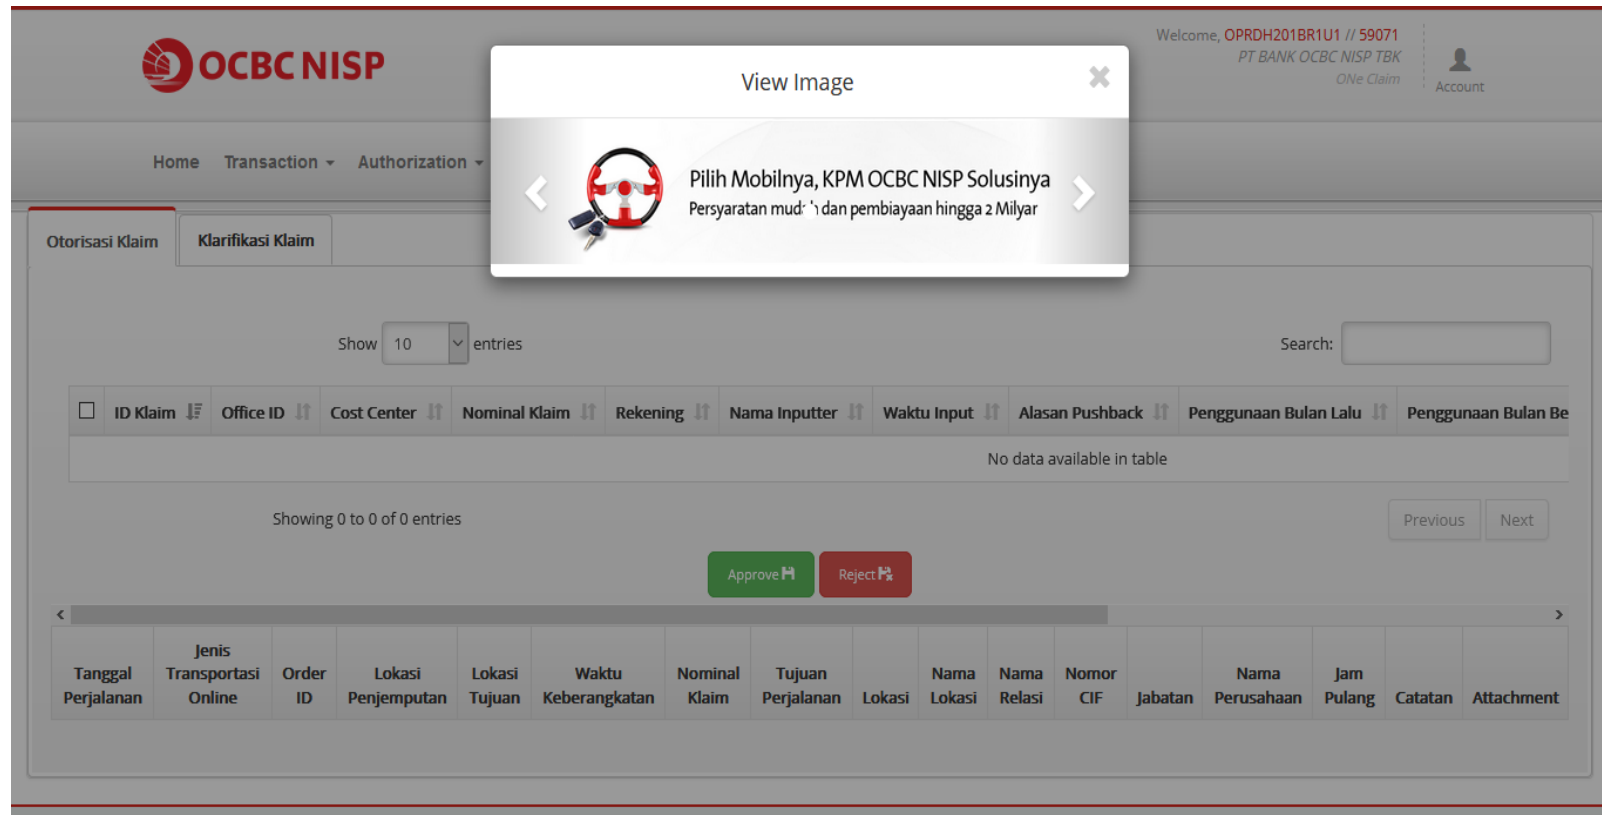 OCBC NISP
Welcome, OPRDH201BR1U1 // 59071
PT BANK OCBC NISP TBK
ONe Claim
Account
View Image
Home Transaction Authorization
Pilih Mobilnya, KPM OCBC NISP Solusinya
Persyaratan mudah dan pembiayaan hingga 2 Milyar
Otorisasi Klaim Klarifikasi Klaim
Show 10 entries Search:
ID Klaim Office ID Cost Center Nominal Klaim Rekening Nama Inputter Waktu Input Alasan Pushback Penggunaan Bulan Lalu Penggunaan Bulan Be
No data available in table
Showing 0 to 0 of 0 entries Previous Next
Approve Reject
Tanggal Perjalanan
Jenis Transportasi Online
Order ID
Lokasi Penjemputan
Lokasi Tujuan
Waktu Keberangkatan
Nominal Klaim
Tujuan Perjalanan
Lokasi
Nama Lokasi
Nama Relasi
Nomor CIF
Jabatan
Nama Perusahaan
Jam Pulang
Catatan
Attachment